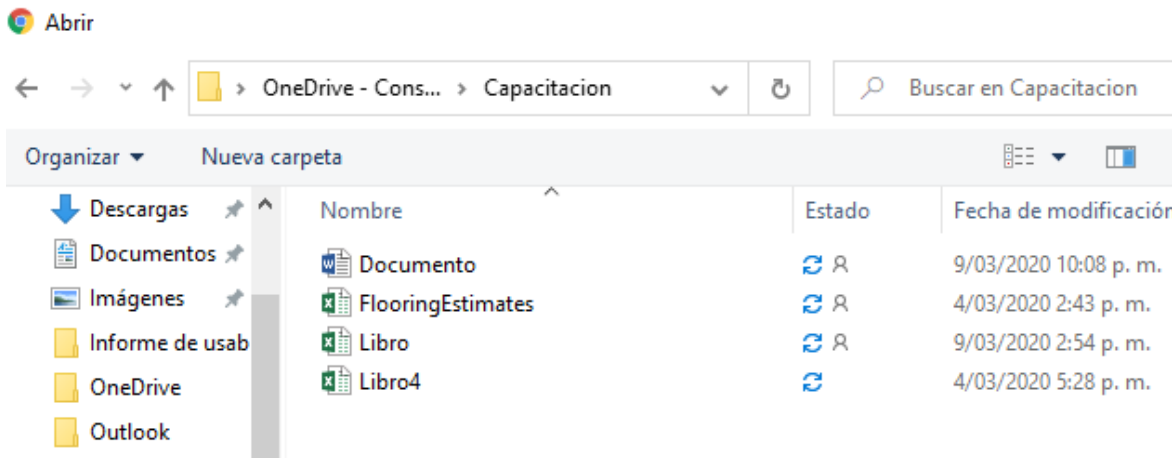 Abrir
OneDrive - Cons... > Capacitacion
Buscar en Capacitacion
Organizar
Nueva carpeta
Descargas
Documentos
Imágenes
Informe de usab
OneDrive
Outlook
Nombre Estado Fecha de modificación
Documento 9/03/2020 10:08 p. m.
FlooringEstimates 4/03/2020 2:43 p. m.
Libro 9/03/2020 2:54 p. m.
Libro4 4/03/2020 5:28 p. m.